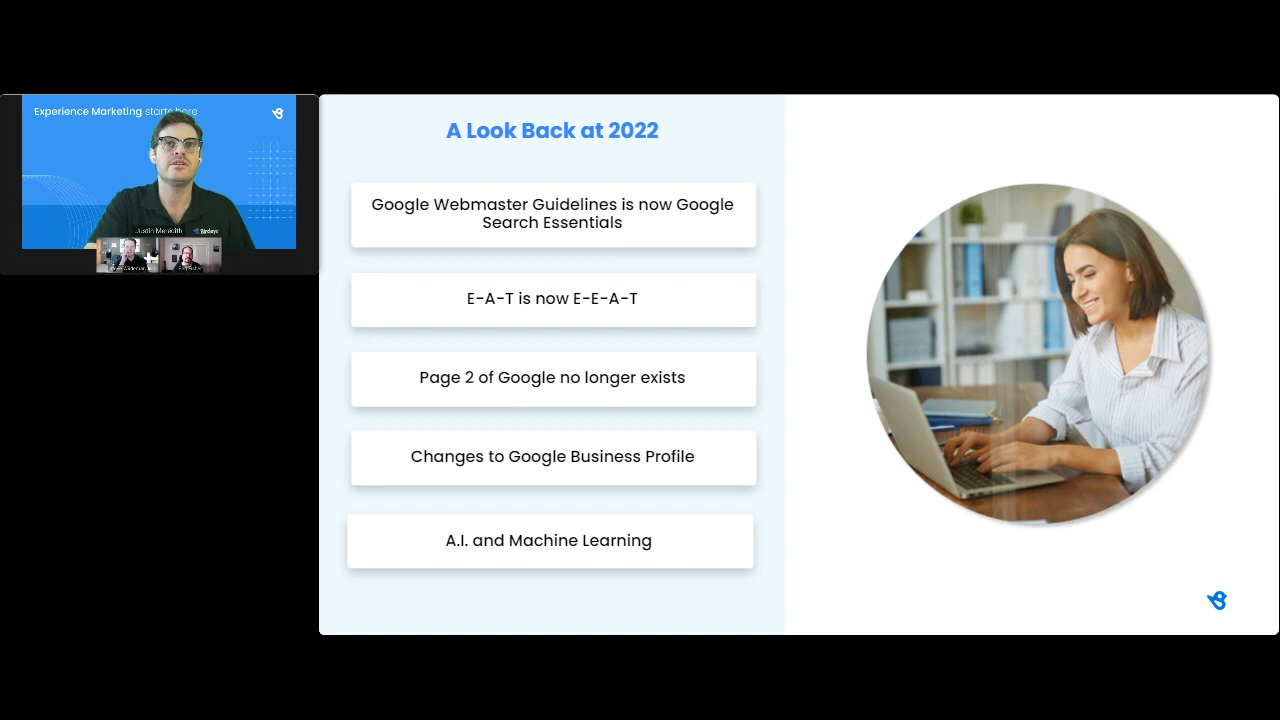 Experience Marketing starts here
Justin Meredith
Birdeye
A Look Back at 2022
Google Webmaster Guidelines is now Google
Search Essentials
E-A-T is now E-E-A-T
Page 2 of Google no longer exists
Changes to Google Business Profile
A.I. and Machine Learning